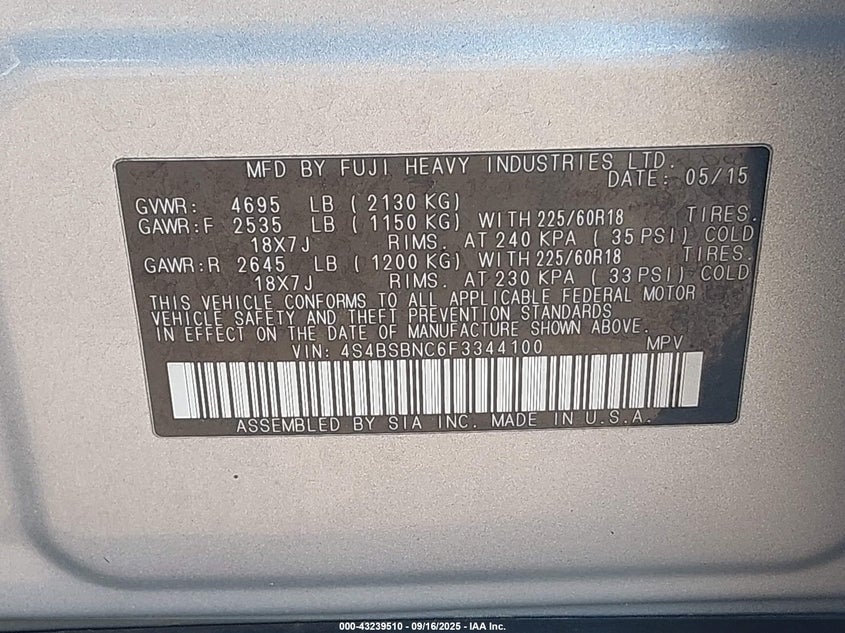 MFD BY FUJI HEAVY INDUSTRIES LTD.
DATE: 05/15
GVWR: 4695 LB ( 2130 KG)
GAWR:F 2535 LB ( 1150 KG) WITH 225/60R18 TIRES.
18X7J RIMS. AT 240 KPA ( 35 PSI) COLD
GAWR:R 2645 LB ( 1200 KG) WITH 225/60R18 TIRES.
18X7J RIMS. AT 230 KPA ( 33 PSI) COLD
THIS VEHICLE CONFORMS TO ALL APPLICABLE FEDERAL MOTOR
VEHICLE SAFETY AND THEFT PREVENTION STANDARDS
IN EFFECT ON THE DATE OF MANUFACTURE SHOWN ABOVE.
VIN: 4S4BSBNC6F3344100 MPV
ASSEMBLED BY SIA INC. MADE IN U.S.A.
000-43239510 - 09/16/2025 - IAA Inc.